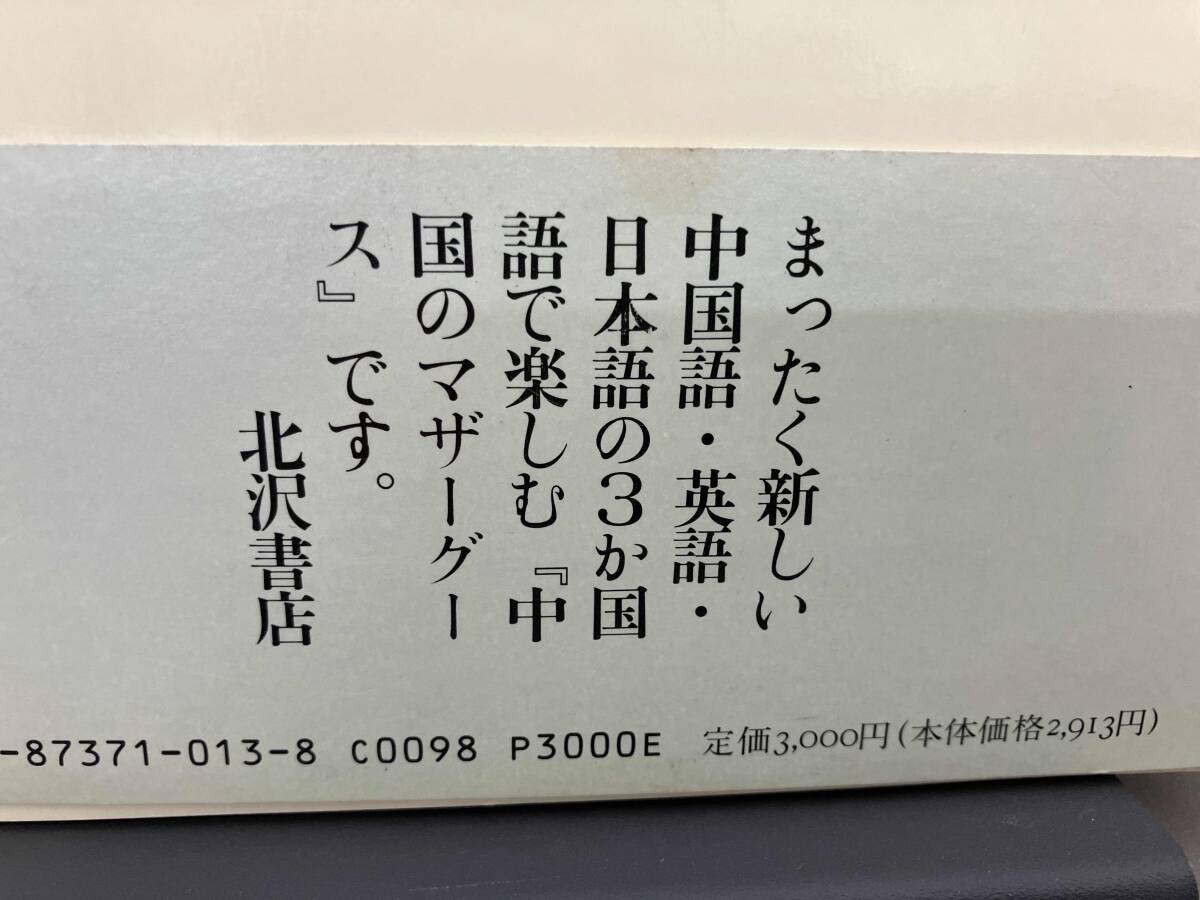 まったく新しい
中国語・英語・
日本語の3か国
語で楽しむ『中
国のマザーグー
ス』です。
北沢書店
-87371-013-8 C0098 P3000E 定価3,000円(本体価格2,913円)